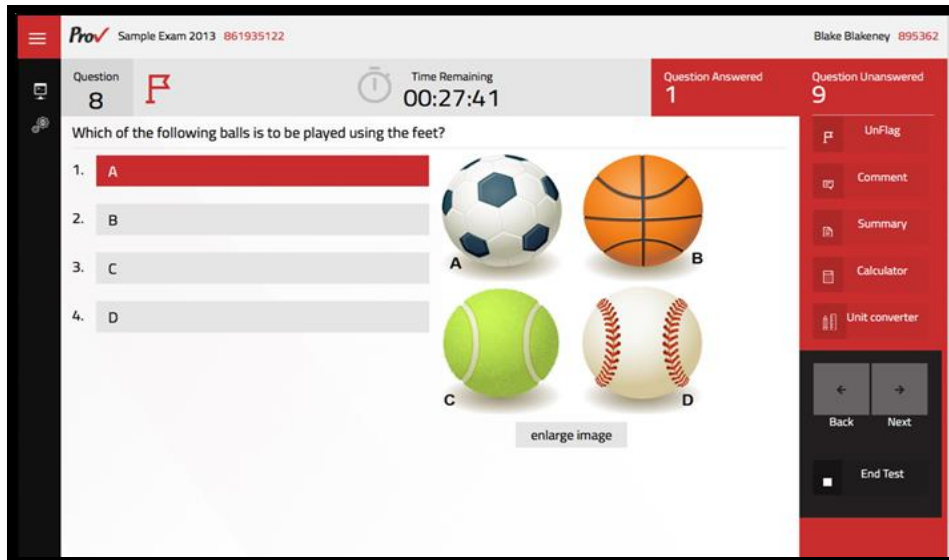 Prov Sample Exam 2013 861935122
Blake Blakeney 895362
Question
8
Time Remaining
00:27:41
Question Answered
1
Question Unanswered
9
Which of the following balls is to be played using the feet?
1. A
2. B
3. C
4. D
A
B
C
D
enlarge image
UnFlag
Comment
Summary
Calculator
Unit converter
Back Next
End Test